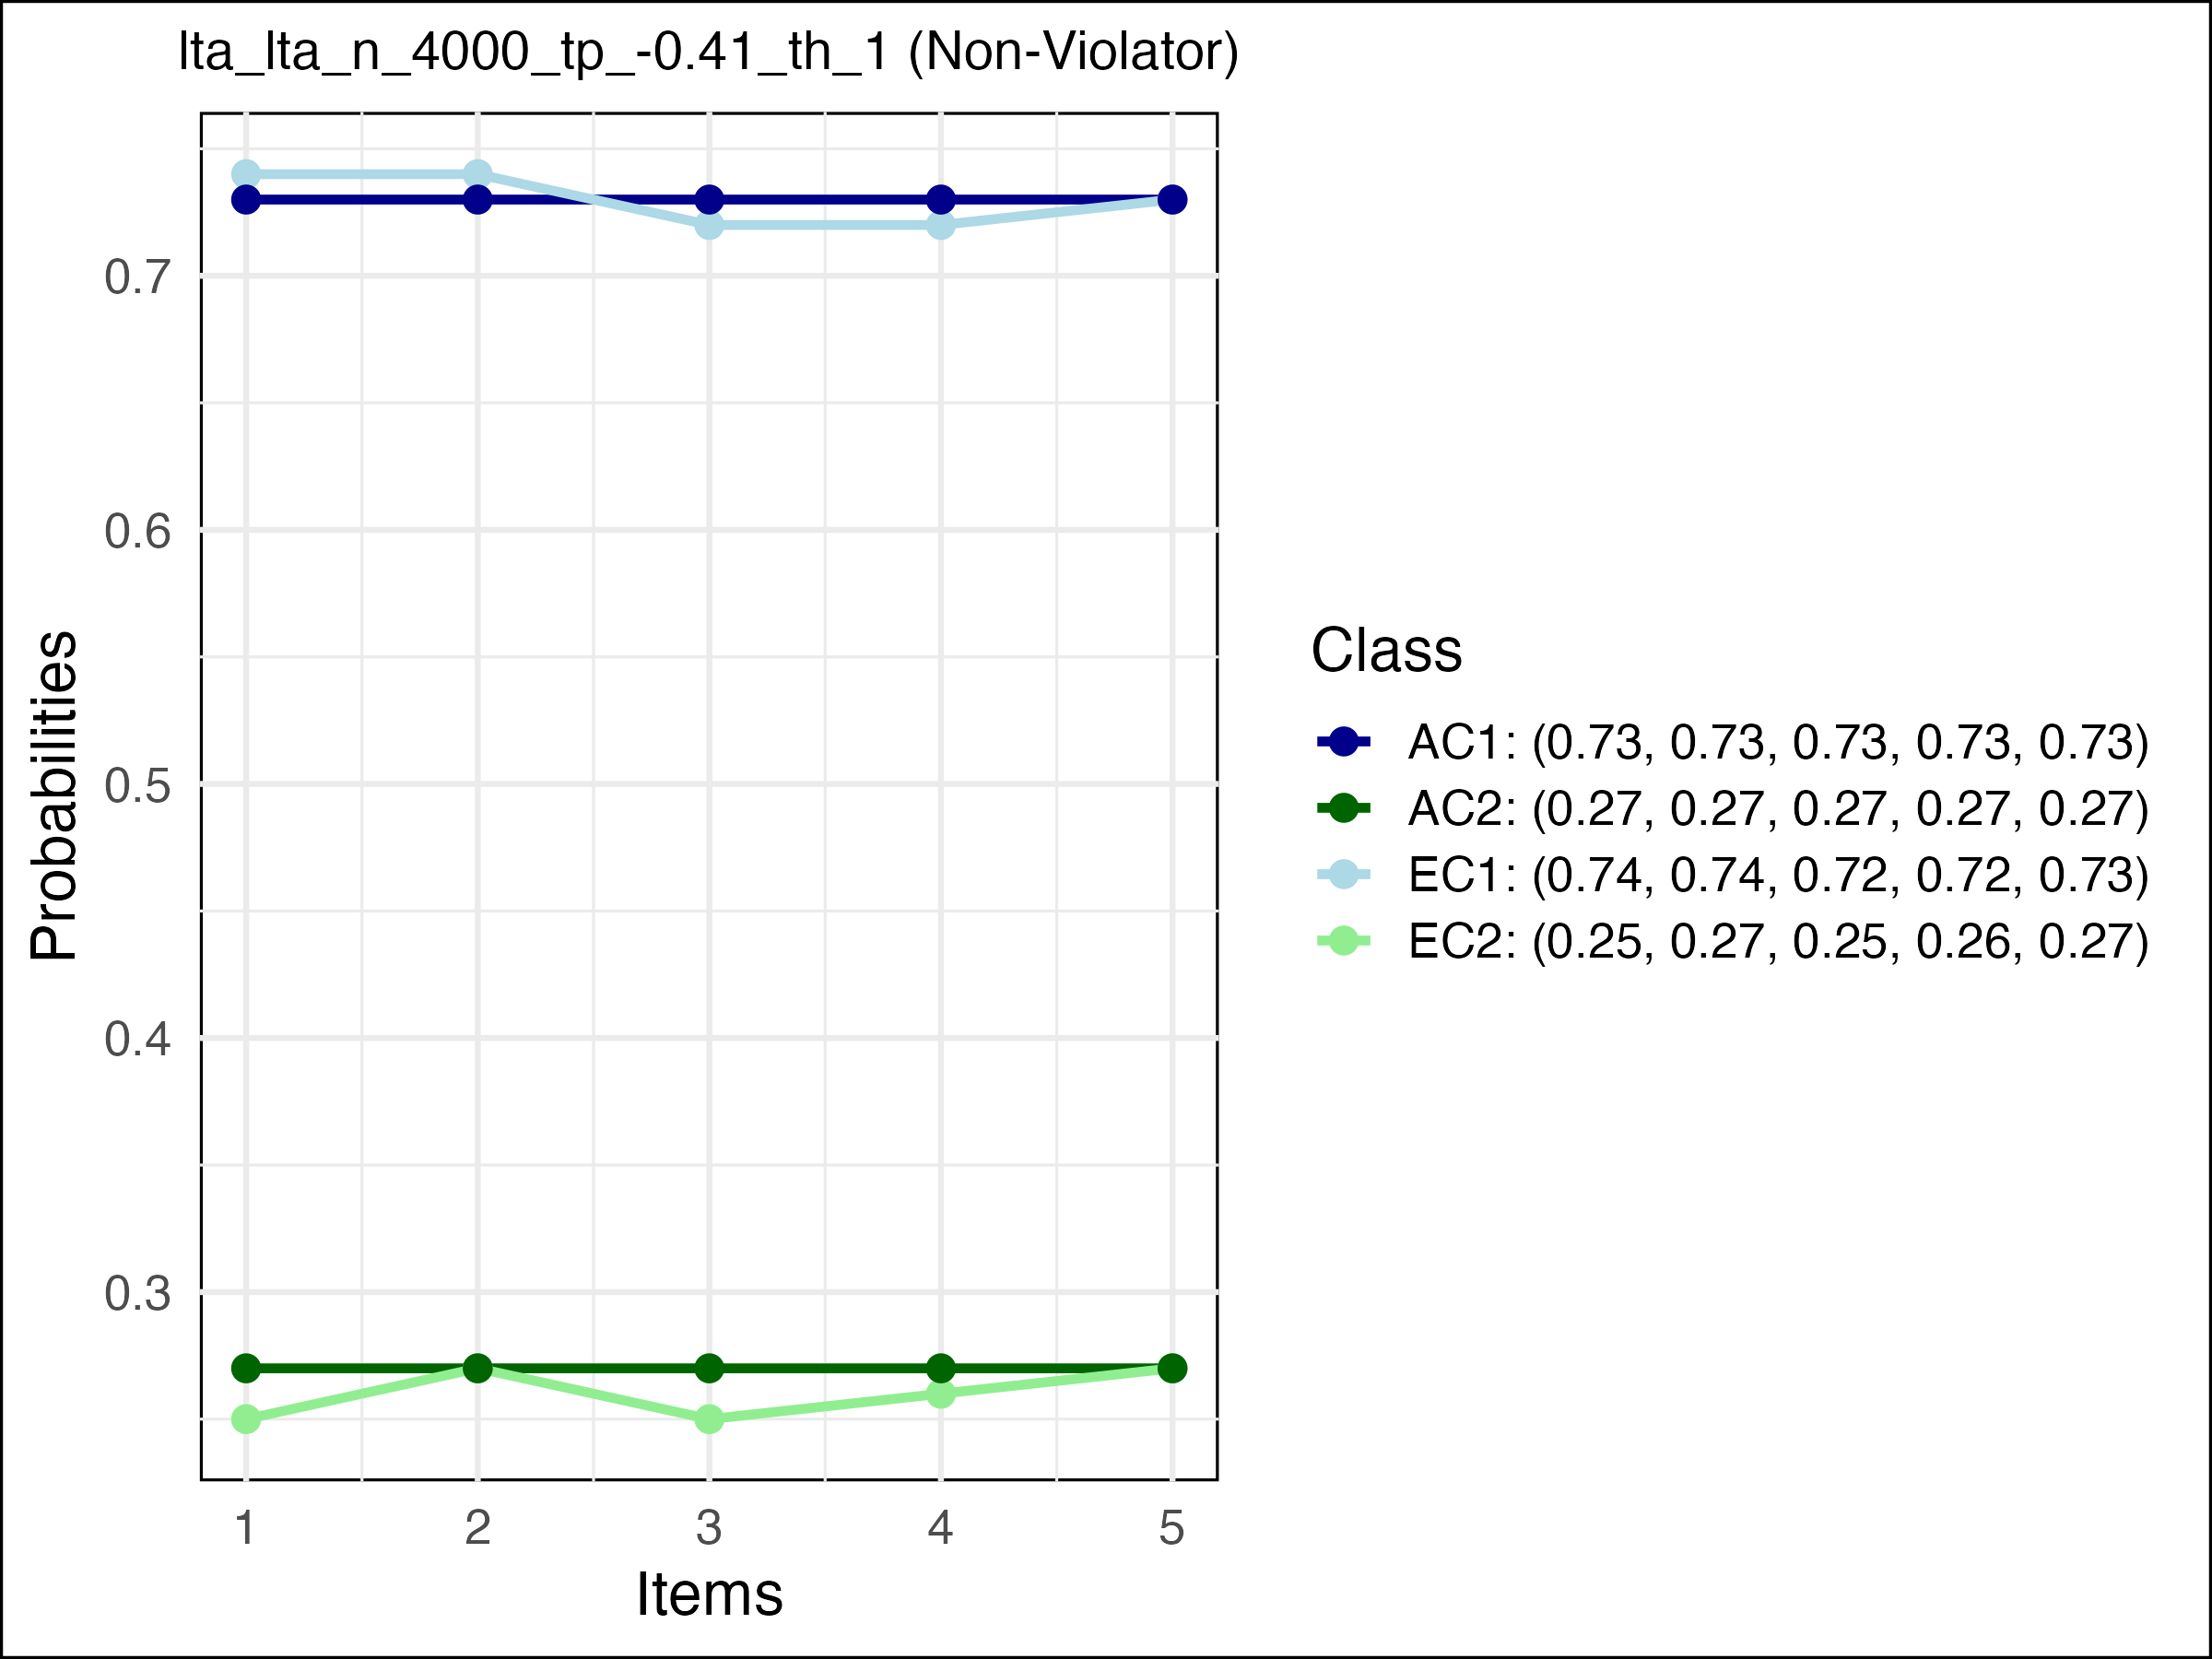 lta_lta_n_4000_tp_-0.41_th_1 (Non-Violator)
0.7
0.6
0.5
0.4
0.3
Probabilities
1 2 3 4 5
Items
Class
AC1: (0.73, 0.73, 0.73, 0.73, 0.73)
AC2: (0.27, 0.27, 0.27, 0.27, 0.27)
EC1: (0.74, 0.74, 0.72, 0.72, 0.73)
EC2: (0.25, 0.27, 0.25, 0.26, 0.27)